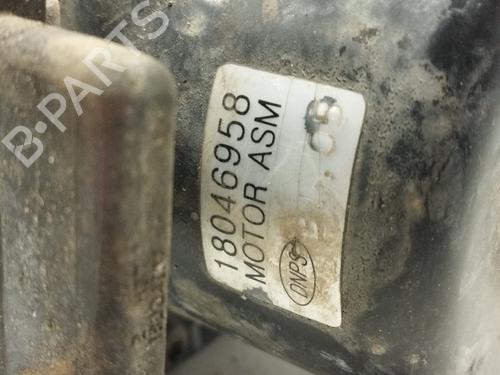 18046958
MOTOR ASM
DNPS
B-PARTS